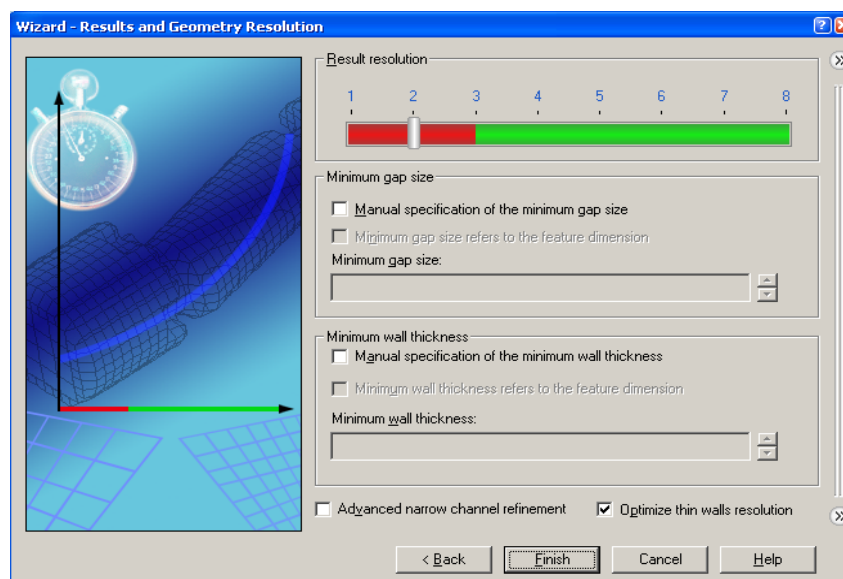 Wizard - Results and Geometry Resolution
Result resolution
1 2 3 4 5 6 7 8
Minimum gap size
Manual specification of the minimum gap size
Minimum gap size refers to the feature dimension
Minimum gap size:
Minimum wall thickness
Manual specification of the minimum wall thickness
Minimum wall thickness refers to the feature dimension
Minimum wall thickness:
Advanced narrow channel refinement Optimize thin walls resolution
< Back Finish Cancel Help